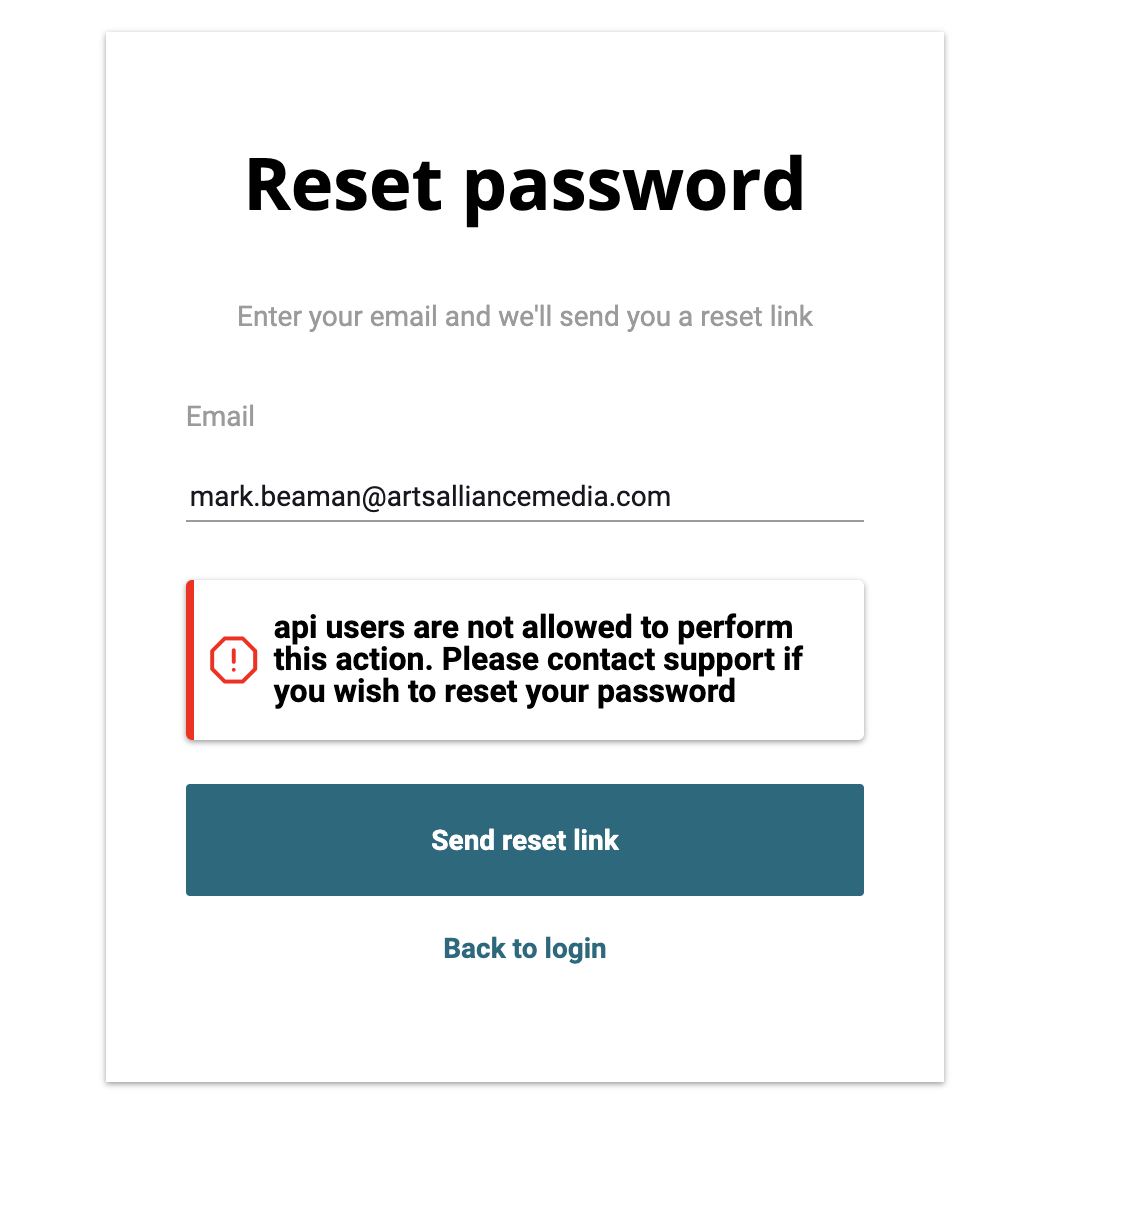 Reset password
Enter your email and we'll send you a reset link
Email
mark.beaman@artsalliancemedia.com
api users are not allowed to perform
this action. Please contact support if
you wish to reset your password
Send reset link
Back to login